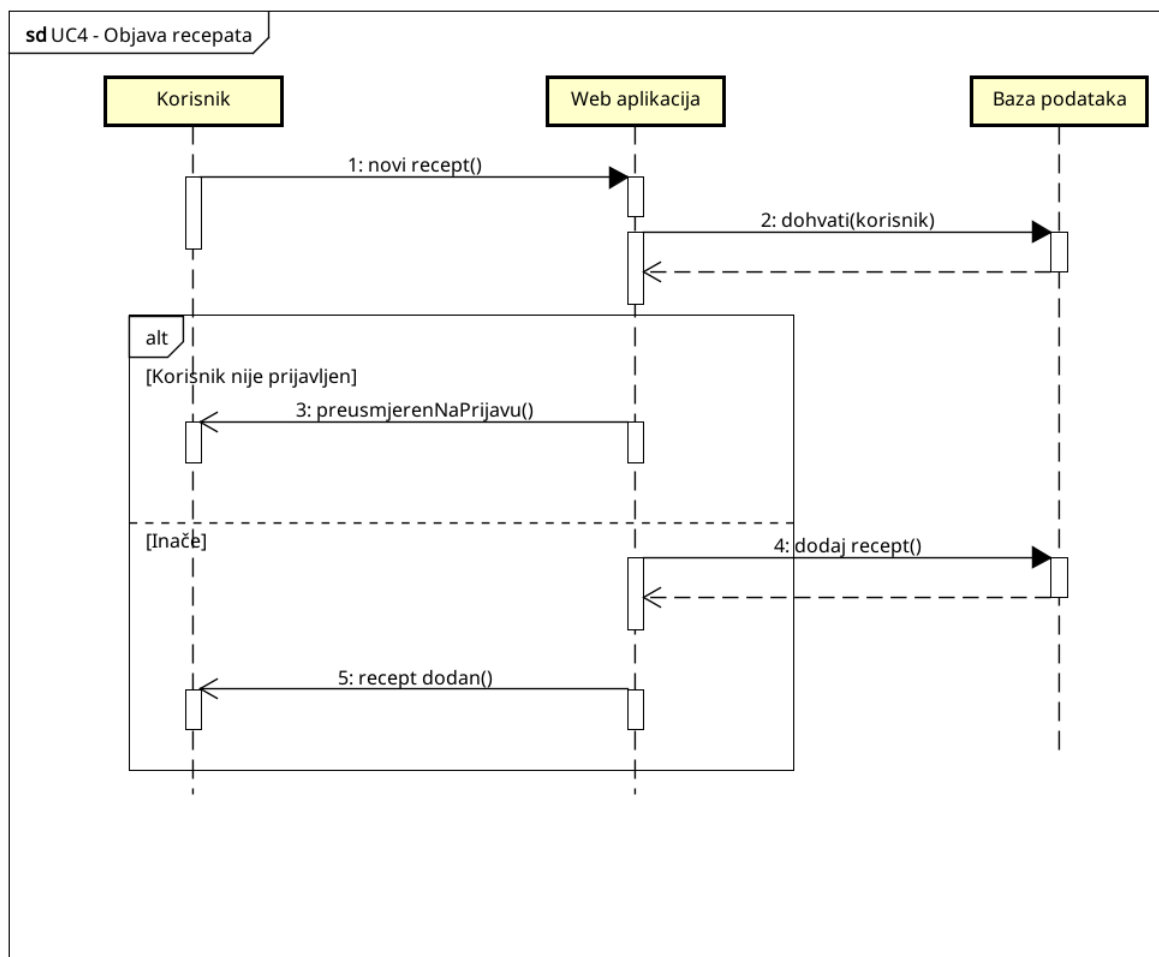 sd UC4 - Objava recepata
Korisnik
Web aplikacija
Baza podataka
1: novi recept()
2: dohvati(korisnik)
alt
[Korisnik nije prijavljen]
3: preusmjerenNaPrijavu()
[Inače]
4: dodaj recept()
5: recept dodan()